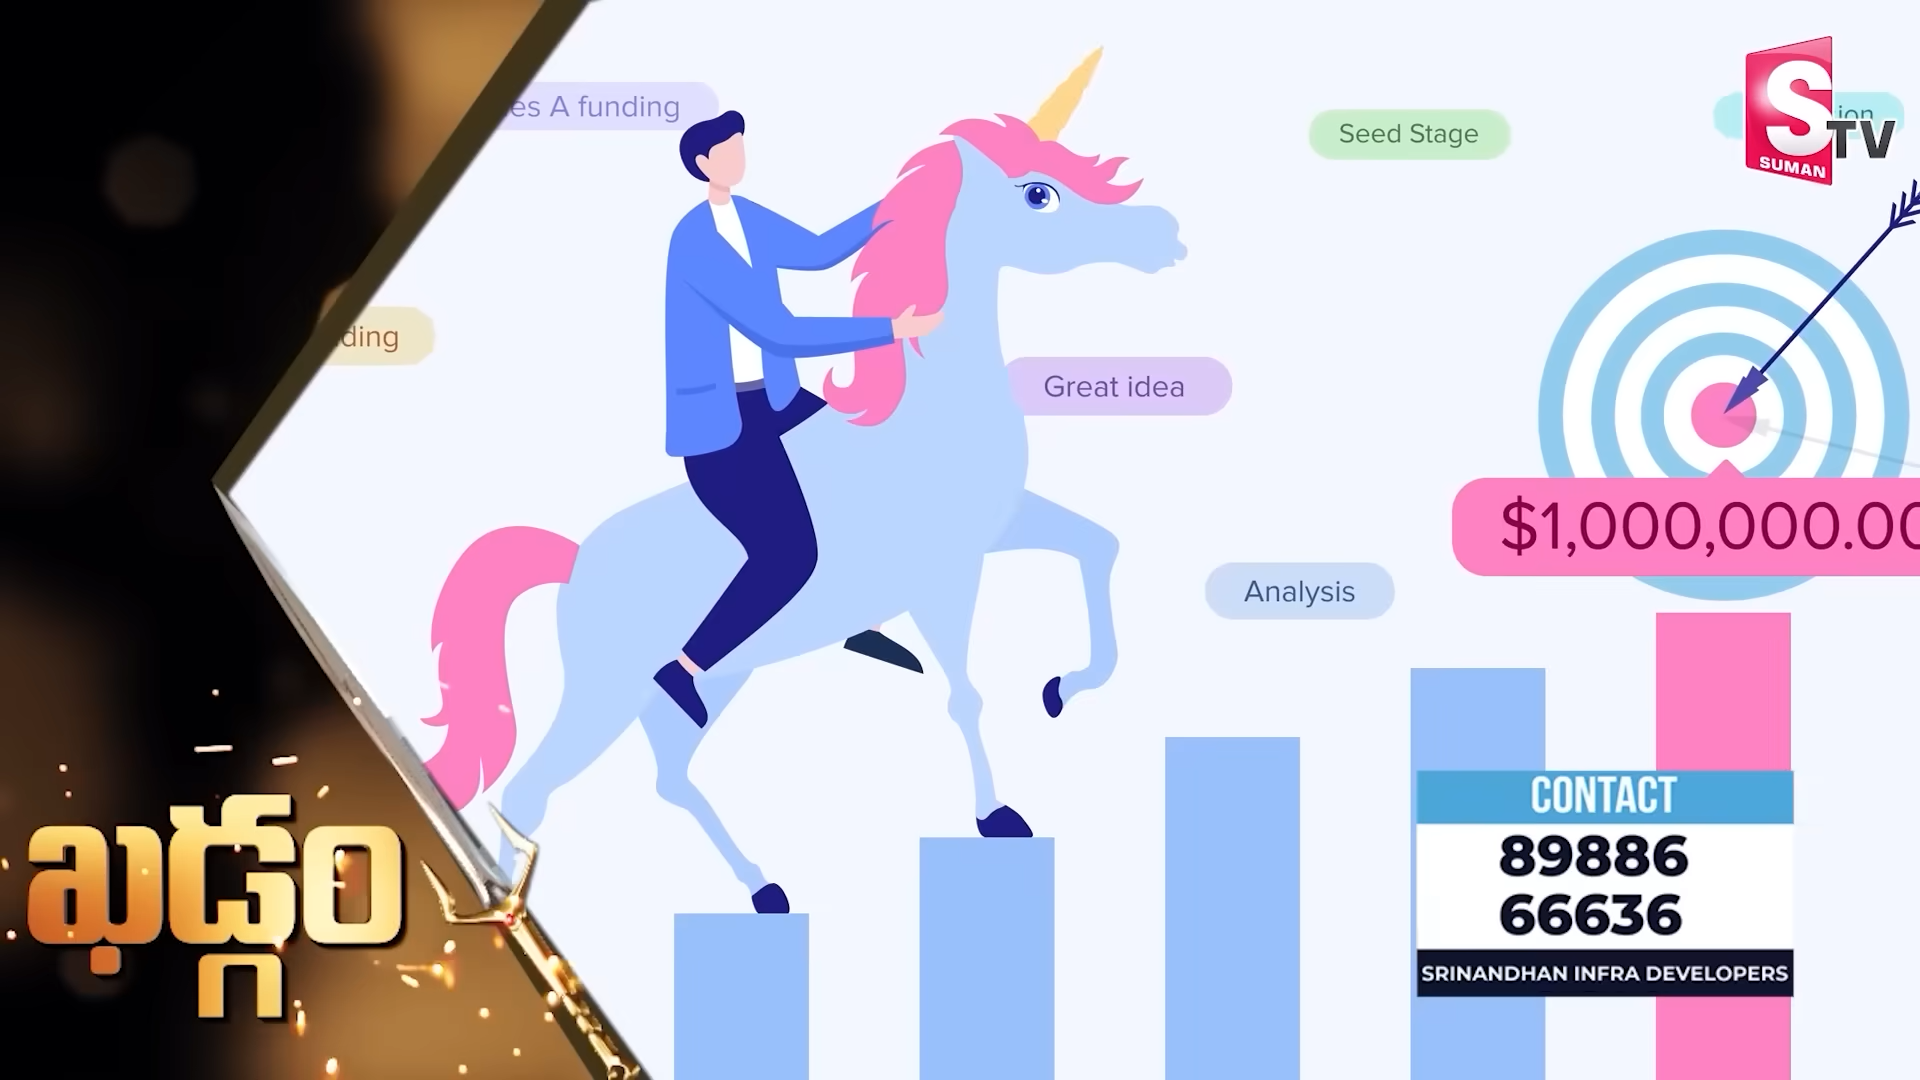 es A funding
Seed Stage
ion
S
TV
SUMAN
ding
Great idea
$1,000,000.00
Analysis
ఖడ్గం
CONTACT
89886
66636
SRINANDHAN INFRA DEVELOPERS